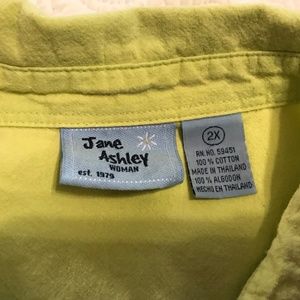 Jane
Ashley
WOMAN
est. 1979
2X
RN NO. 59451
100 % COTTON
MADE IN THAILAND
100 % ALGODON
HECHO EN THAILAND